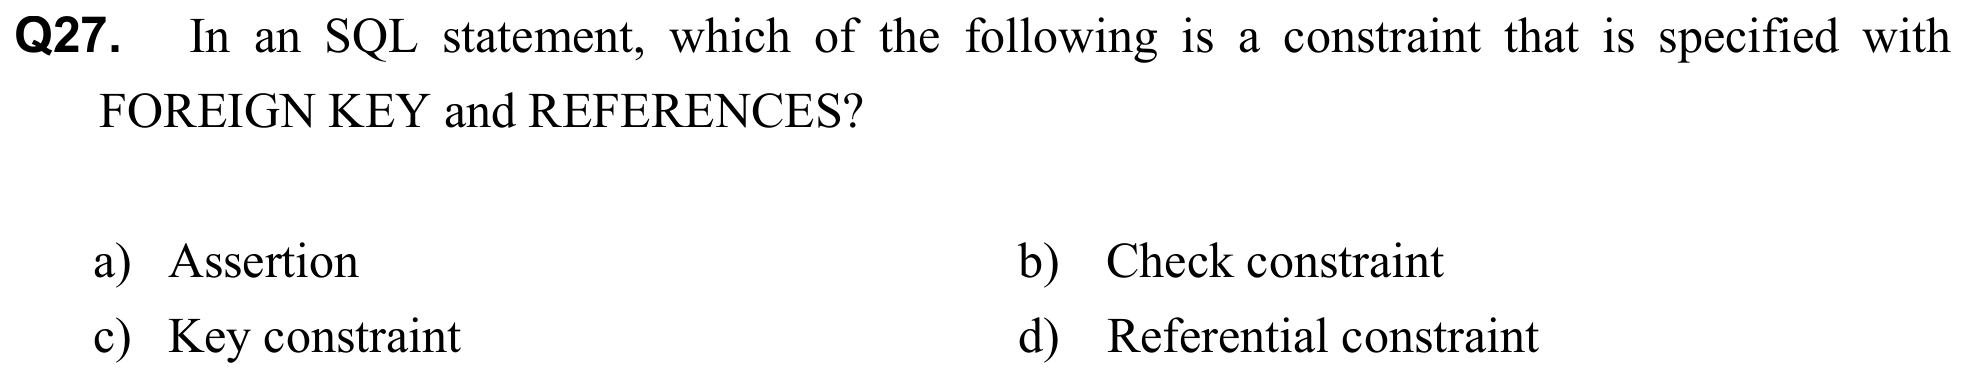 Q27. In an SQL statement, which of the following is a constraint that is specified with
FOREIGN KEY and REFERENCES?
a) Assertion b) Check constraint
c) Key constraint d) Referential constraint